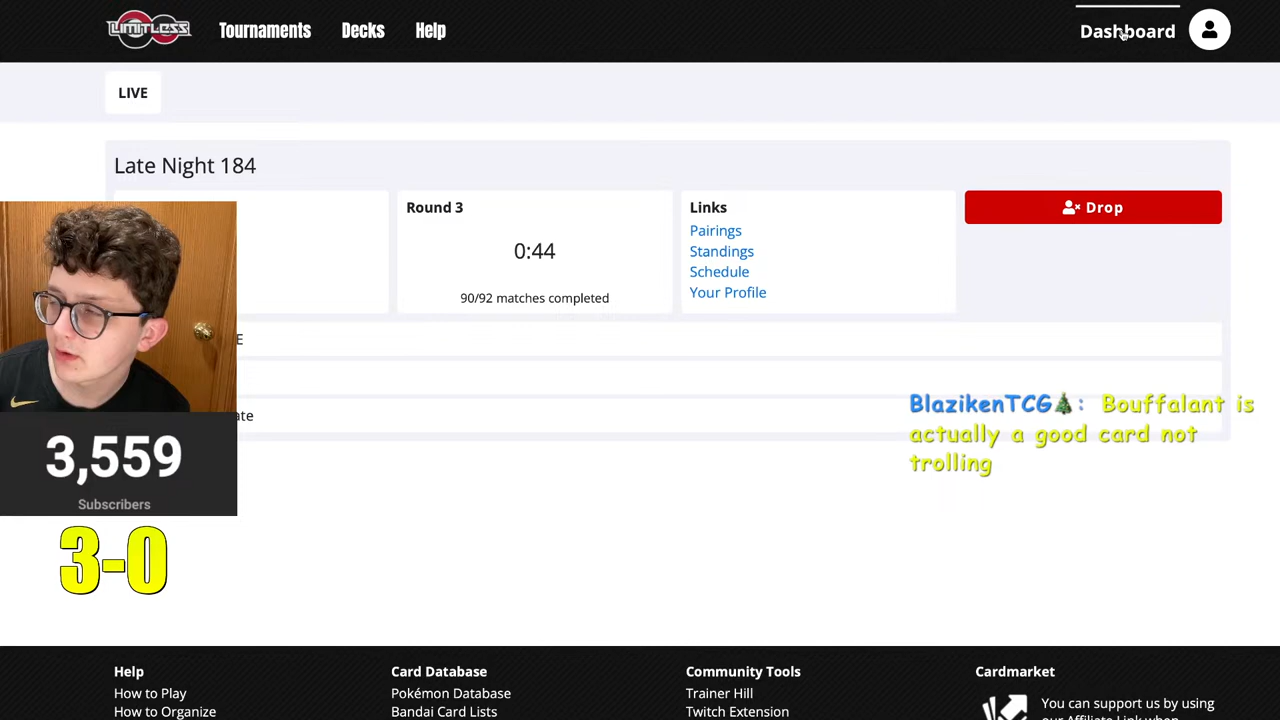 LIMITLESS
Tournaments
Decks
Help
Dashboard
LIVE
Late Night 184
Round 3
0:44
90/92 matches completed
Links
Pairings
Standings
Schedule
Your Profile
Drop
E
ate
BlazikenTCG🎄: Bouffalant is
actually a good card not
trolling
3,559
Subscribers
3-0
Help
How to Play
How to Organize
Card Database
Pokémon Database
Bandai Card Lists
Community Tools
Trainer Hill
Twitch Extension
Cardmarket
You can support us by using
our Affiliate Link when